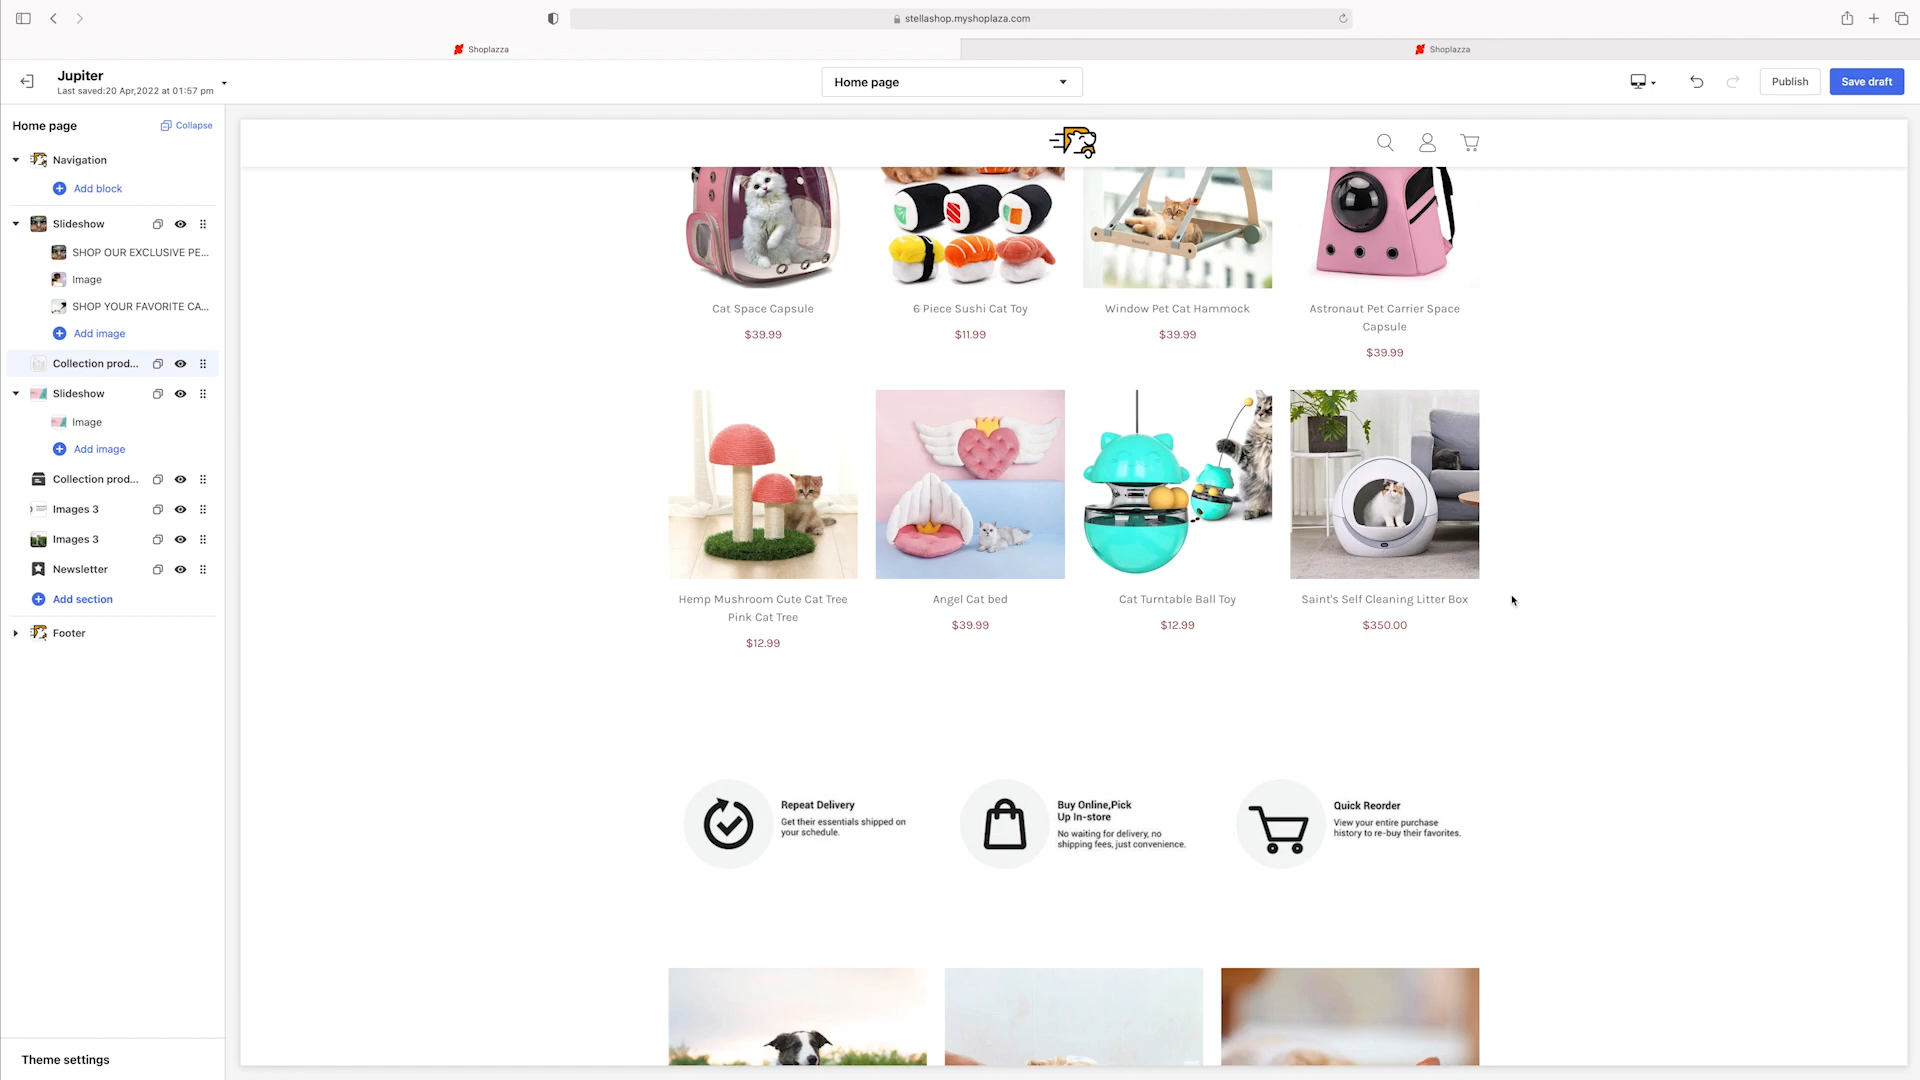 stellashop.myshoplaza.com
Shoplazza
Shoplazza
Jupiter
Last saved:20 Apr,2022 at 01:57 pm
Home page
Publish
Save draft
Home page
Collapse
Navigation
Add block
Slideshow
SHOP OUR EXCLUSIVE PE...
Image
SHOP YOUR FAVORITE CA...
Add image
Collection prod...
Slideshow
Image
Add image
Collection prod...
Images 3
Images 3
Newsletter
Add section
Footer
Theme settings
Cat Space Capsule
$39.99
6 Piece Sushi Cat Toy
$11.99
Window Pet Cat Hammock
$39.99
Astronaut Pet Carrier Space
Capsule
$39.99
Hemp Mushroom Cute Cat Tree
Pink Cat Tree
$12.99
Angel Cat bed
$39.99
Cat Turntable Ball Toy
$12.99
Saint's Self Cleaning Litter Box
$350.00
Repeat Delivery
Get their essentials shipped on
your schedule.
Buy Online,Pick
Up In-store
No waiting for delivery, no
shipping fees, just convenience.
Quick Reorder
View your entire purchase
history to re-buy their favorites.